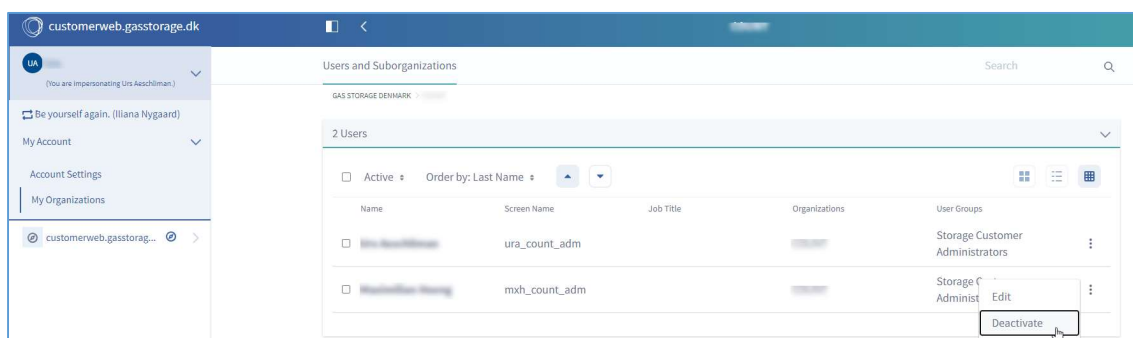 customerweb.gasstorage.dk
UA
(You are impersonating Urs Aeschliman.)
Be yourself again. (Iliana Nygaard)
My Account
Account Settings
My Organizations
customerweb.gasstorag...
Users and Suborganizations
Search
GAS STORAGE DENMARK >
2 Users
Active Order by: Last Name
Name Screen Name Job Title Organizations User Groups
ura_count_adm Storage Customer
Administrators
mxh_count_adm Storage
Administ
Edit
Deactivate